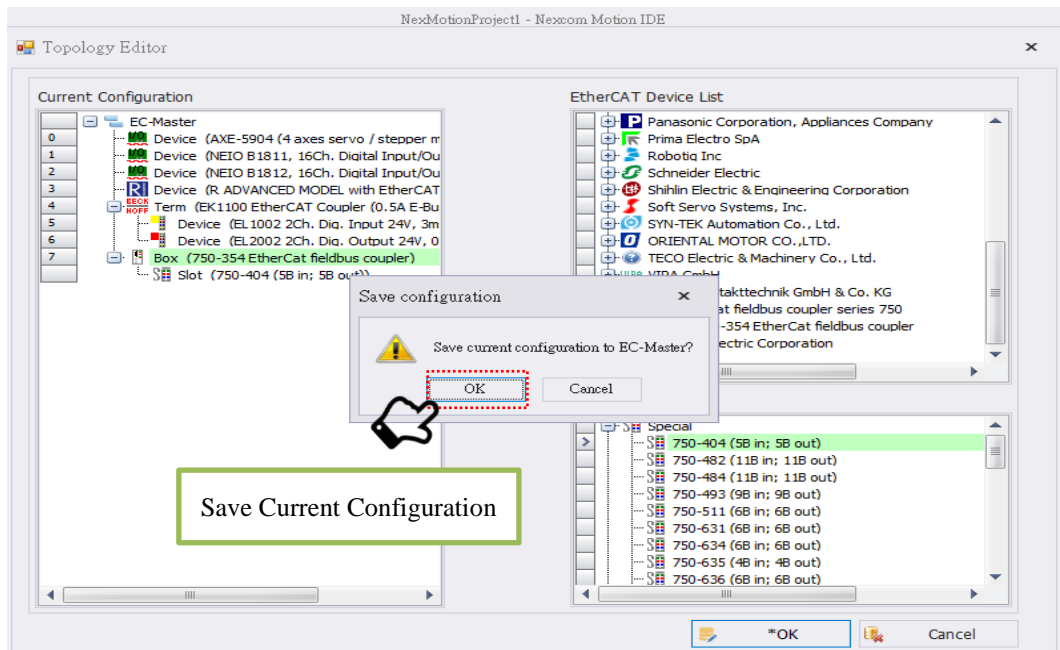 NexMotionProject1 - Nexcom Motion IDE
Topology Editor
Current Configuration
EC-Master
0 Device (AXE-5904 (4 axes servo / stepper m
1 Device (NEIO B1811, 16Ch. Digital Input/Ou
2 Device (NEIO B1812, 16Ch. Digital Input/Ou
3 Device (R ADVANCED MODEL with EtherCAT
4 Term (EK1100 EtherCAT Coupler (0.5A E-Bu
5 Device (EL1002 2Ch. Dig. Input 24V, 3m
6 Device (EL2002 2Ch. Dig. Output 24V, 0
7 Box (750-354 EtherCat fieldbus coupler)
Slot (750-404 (5B in; 5B out))
EtherCAT Device List
Panasonic Corporation, Appliances Company
Prima Electro SpA
Robotiq Inc
Schneider Electric
Shihlin Electric & Engineering Corporation
Soft Servo Systems, Inc.
SYN-TEK Automation Co., Ltd.
ORIENTAL MOTOR CO.,LTD.
TECO Electric & Machinery Co., Ltd.
VIPA GmbH
takttechnik GmbH & Co. KG
at fieldbus coupler series 750
-354 EtherCat fieldbus coupler
ectric Corporation
Save configuration
Save current configuration to EC-Master?
OK
Cancel
Save Current Configuration
Special
750-404 (5B in; 5B out)
750-482 (11B in; 11B out)
750-484 (11B in; 11B out)
750-493 (9B in; 9B out)
750-511 (6B in; 6B out)
750-631 (6B in; 6B out)
750-634 (6B in; 6B out)
750-635 (4B in; 4B out)
750-636 (6B in; 6B out)
*OK
Cancel